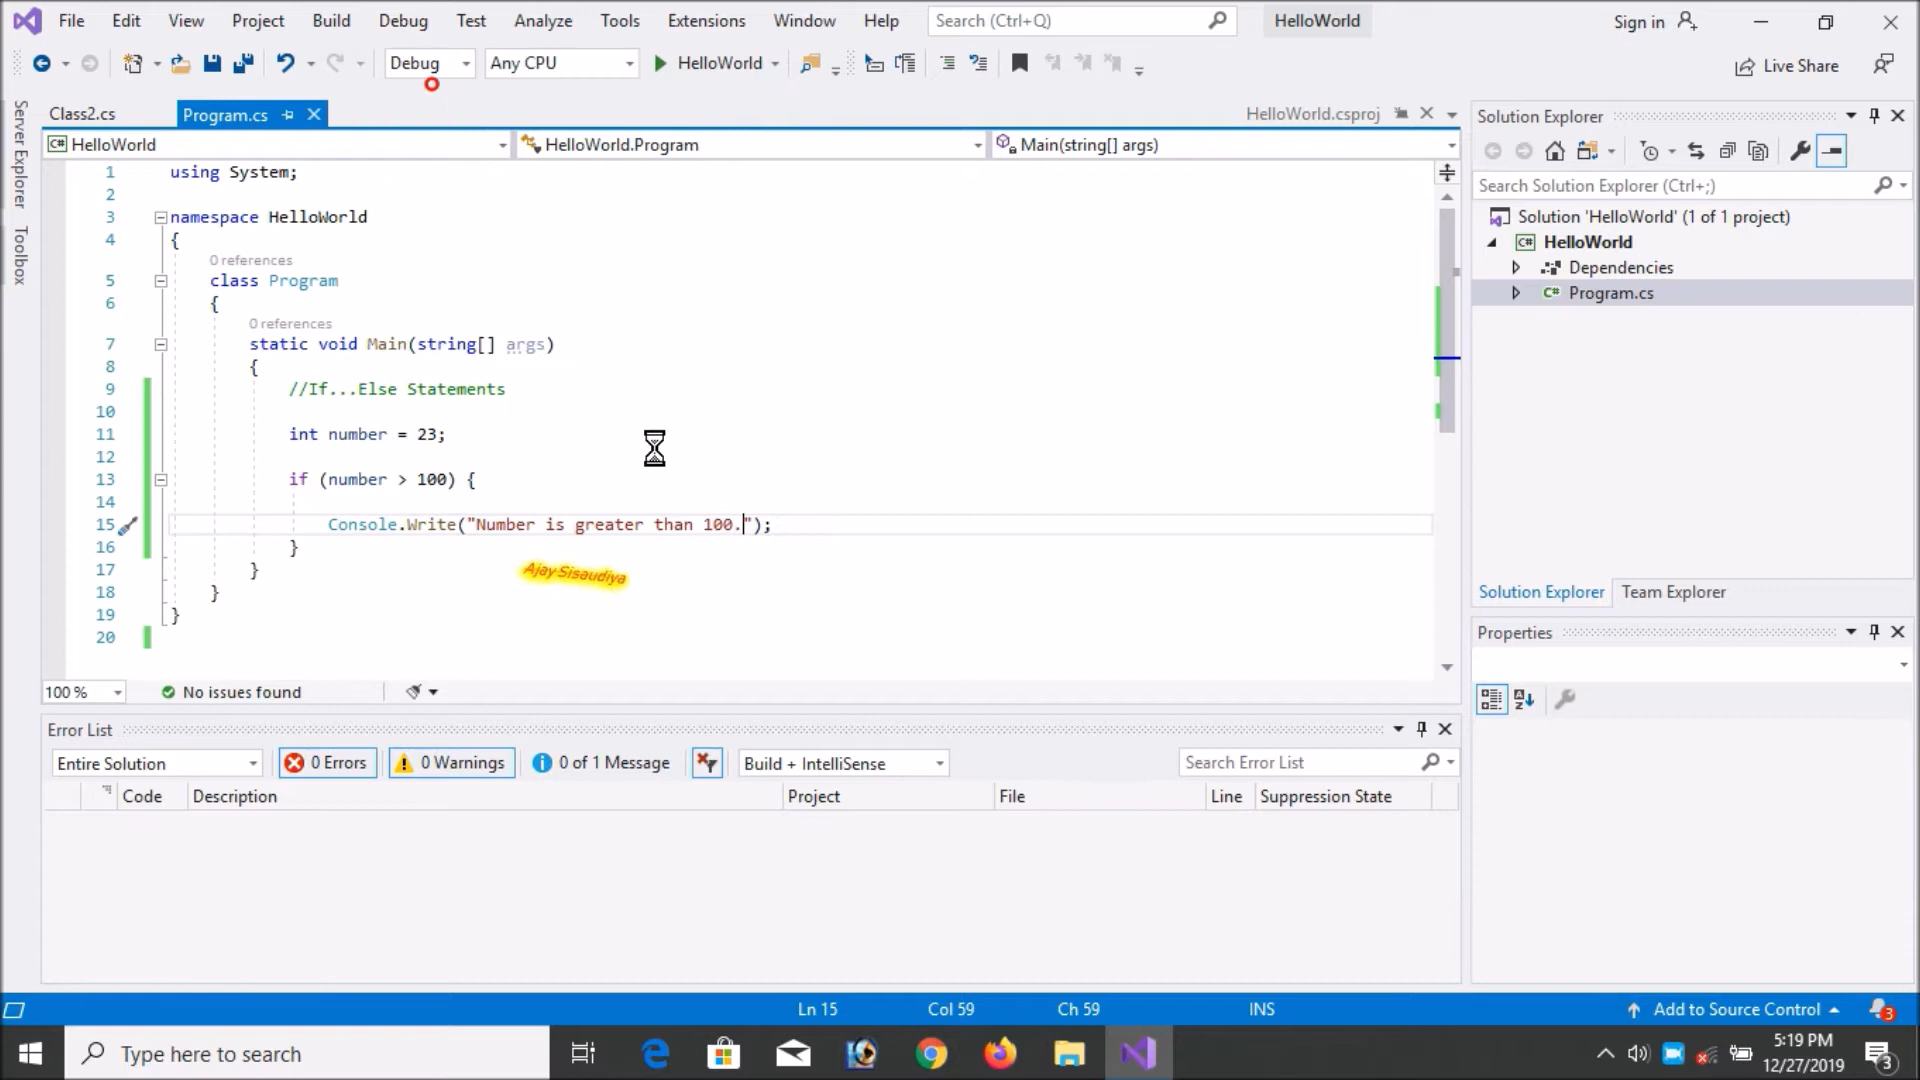 File Edit View Project Build Debug Test Analyze Tools Extensions Window Help Search (Ctrl+Q) HelloWorld Sign in
Debug Any CPU HelloWorld Live Share
Server Explorer
Toolbox
Class2.cs Program.cs HelloWorld.csproj
C# HelloWorld HelloWorld.Program Main(string[] args)
1 using System;
2
3 namespace HelloWorld
4 {
0 references
5 class Program
6 {
0 references
7 static void Main(string[] args)
8 {
9 //If...Else Statements
10
11 int number = 23;
12
13 if (number > 100) {
14
15 Console.Write("Number is greater than 100.");
16 }
17 }
18 }
19 }
20
Ajay Sisaudiya
100 % No issues found
Solution Explorer
Search Solution Explorer (Ctrl+;)
Solution 'HelloWorld' (1 of 1 project)
C# HelloWorld
Dependencies
C# Program.cs
Solution Explorer Team Explorer
Properties
Error List
Entire Solution 0 Errors 0 Warnings 0 of 1 Message Build + IntelliSense Search Error List
Code Description Project File Line Suppression State
Ln 15 Col 59 Ch 59 INS Add to Source Control 3
Type here to search
5:19 PM
12/27/2019
3